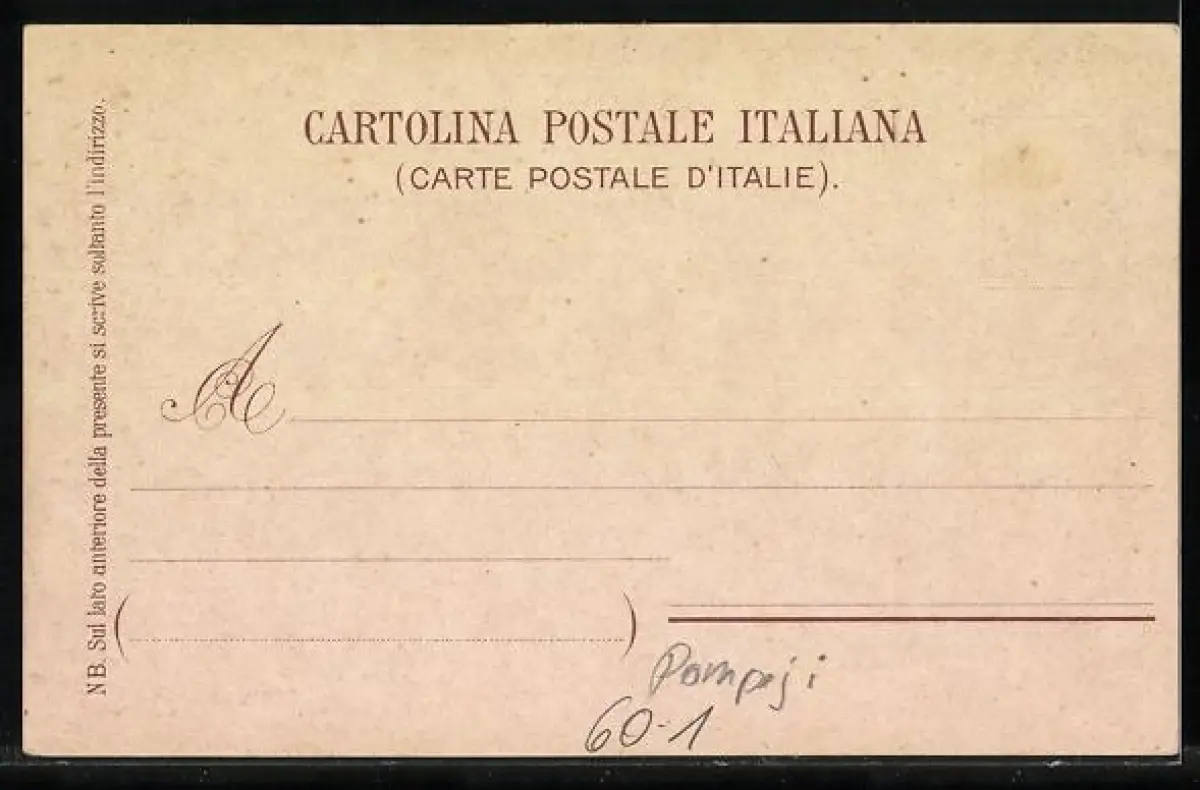 CARTOLINA POSTALE ITALIANA
(CARTE POSTALE D'ITALIE).
NB. Sul lato anteriore della presente si scrive soltanto l'indirizzo.
A
( )
Pompeji
60-1